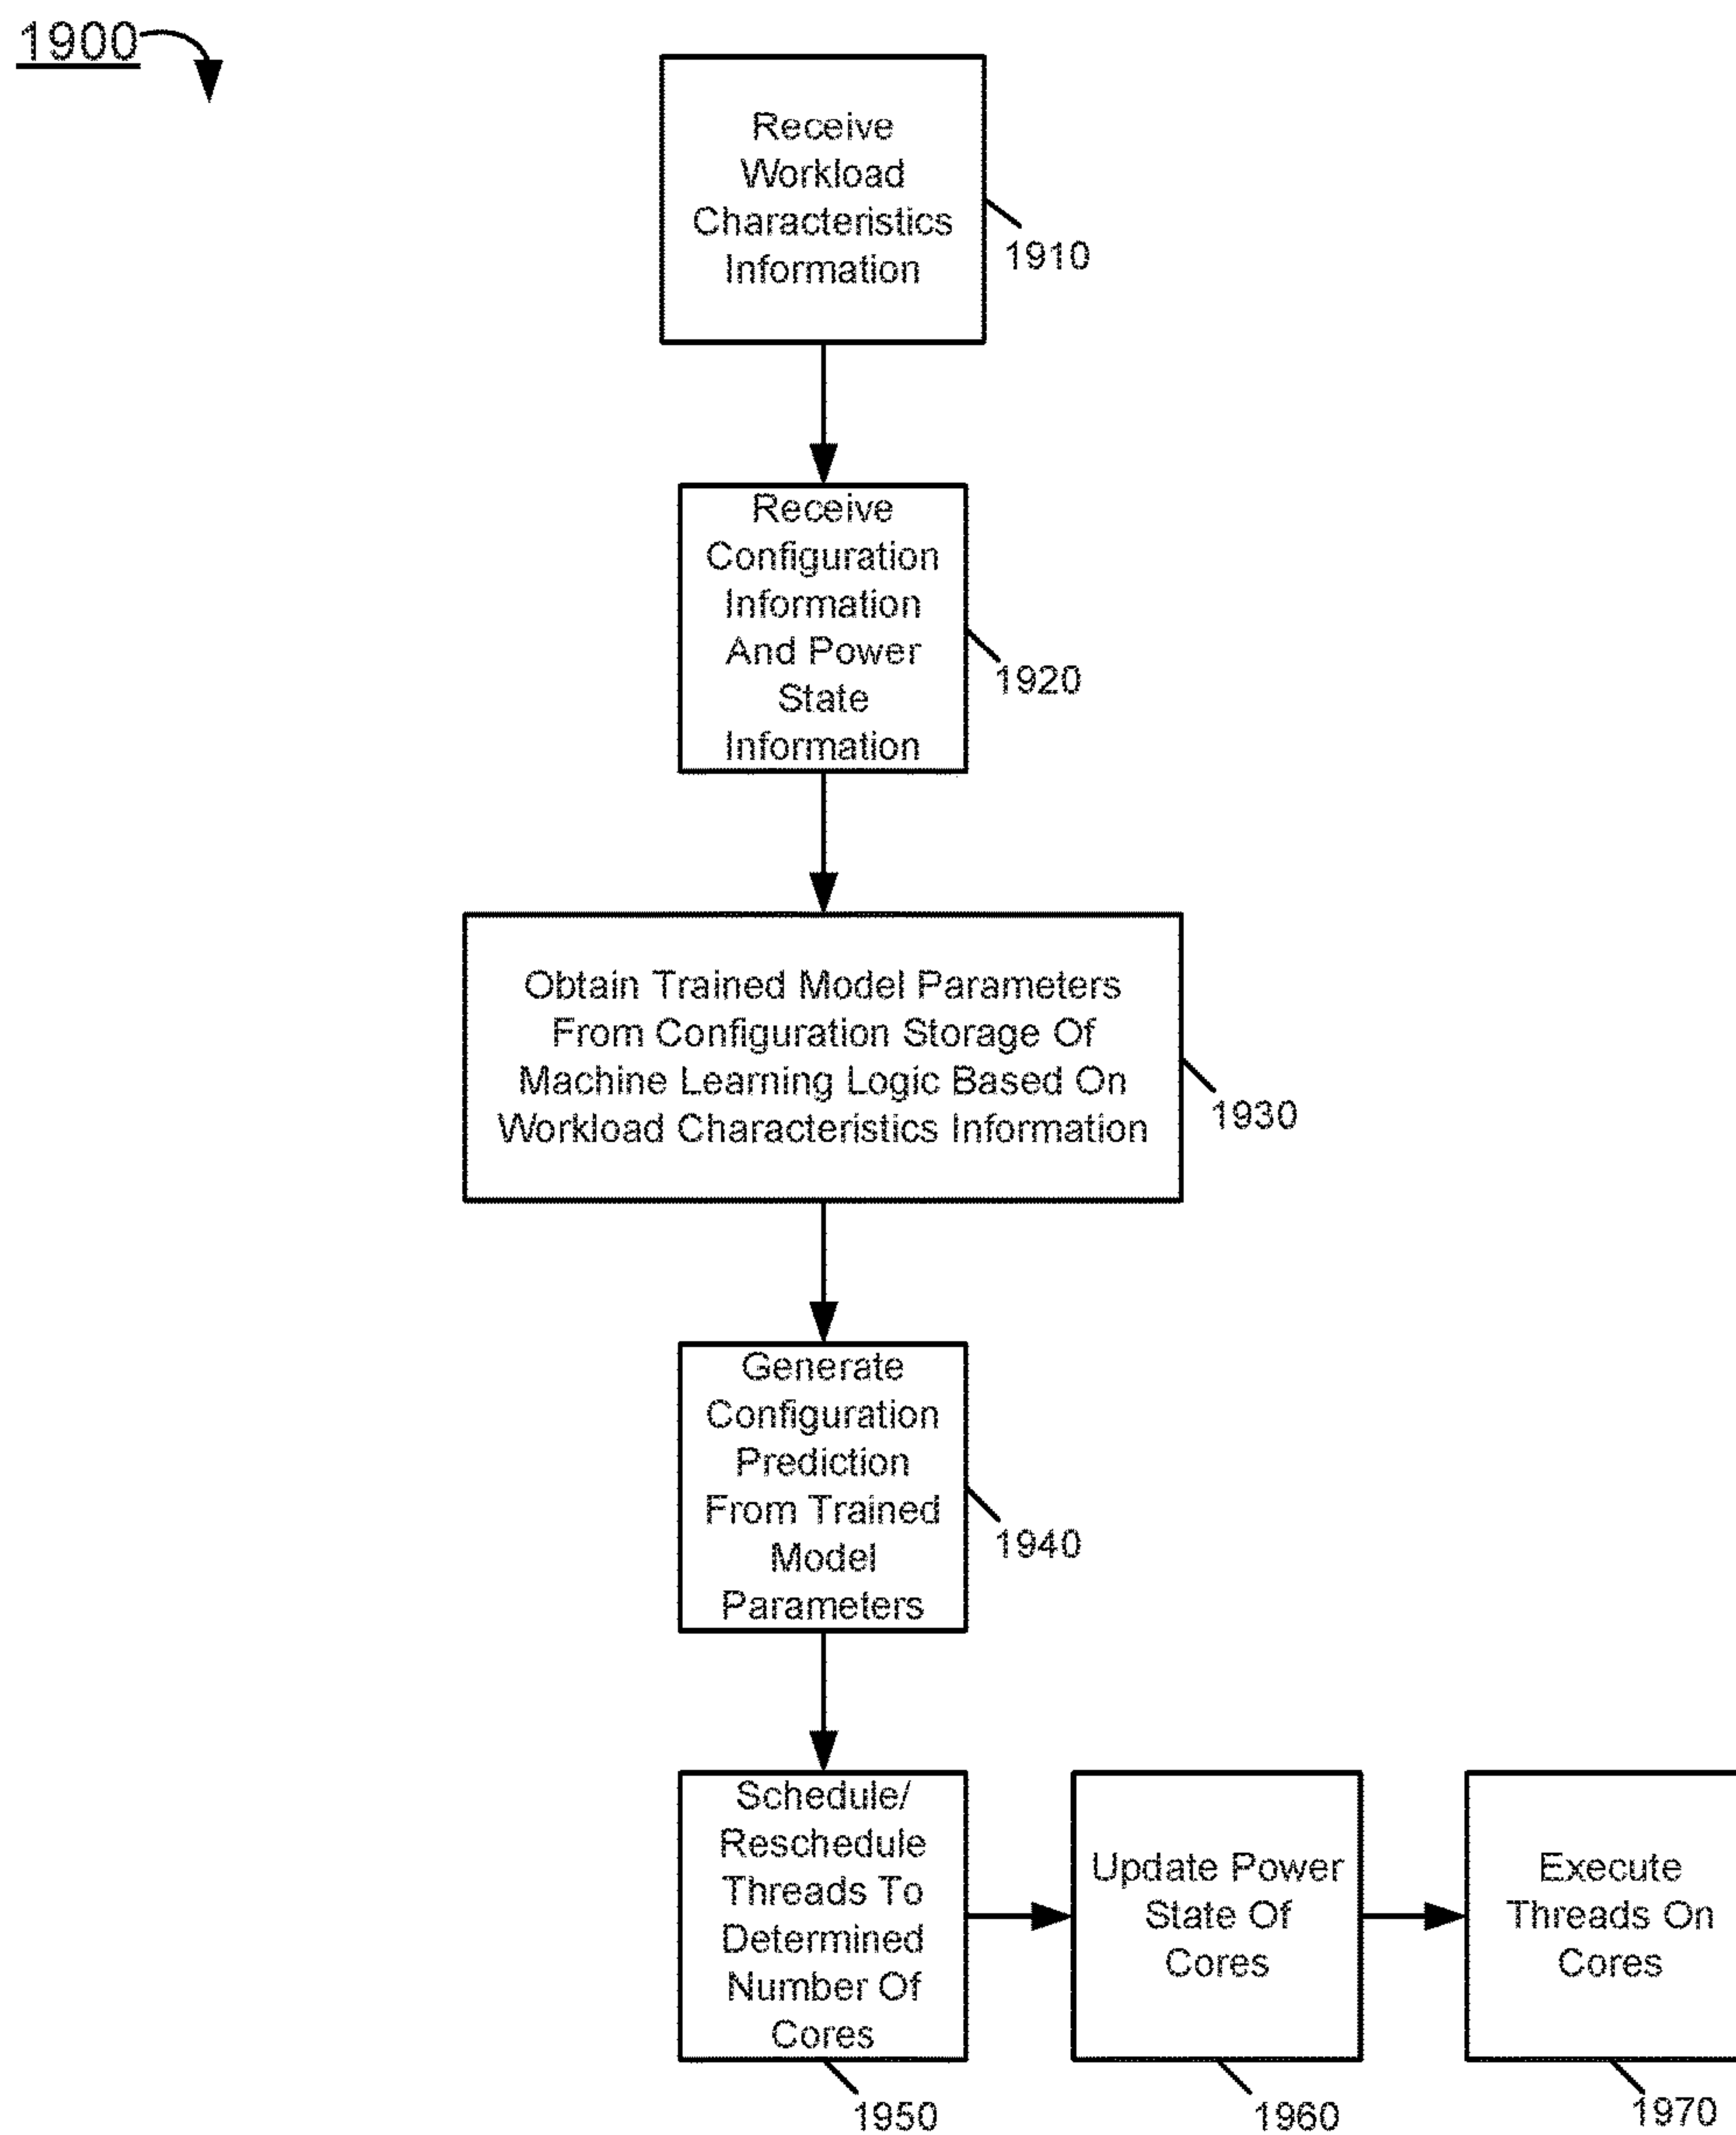 1900
Receive
Workload
Characteristics
Information
1910
Receive
Configuration
Information
And Power
State
Information
1920
Obtain Trained Model Parameters
From Configuration Storage Of
Machine Learning Logic Based On
Workload Characteristics Information
1930
Generate
Configuration
Prediction
From Trained
Model
Parameters
1940
Schedule/
Reschedule
Threads To
Determined
Number Of
Cores
1950
Update Power
State Of
Cores
1960
Execute
Threads On
Cores
1970